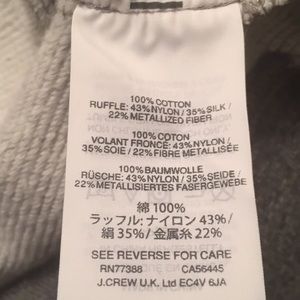 100% COTTON
RUFFLE: 43% NYLON / 35% SILK /
22% METALLIZED FIBER
100% COTON
VOLANT FRONCÉ: 43% NYLON /
35% SOIE / 22% FIBRE METALLISÉE
100% BAUMWOLLE
RÜSCHE: 43% NYLON / 35% SEIDE /
22% METALLISIERTES FASERGEWEBE
綿 100%
ラッフル: ナイロン 43% /
絹 35% / 金属糸 22%
SEE REVERSE FOR CARE
RN77388 CA56445
J.CREW U.K. Ltd EC4V 6JA